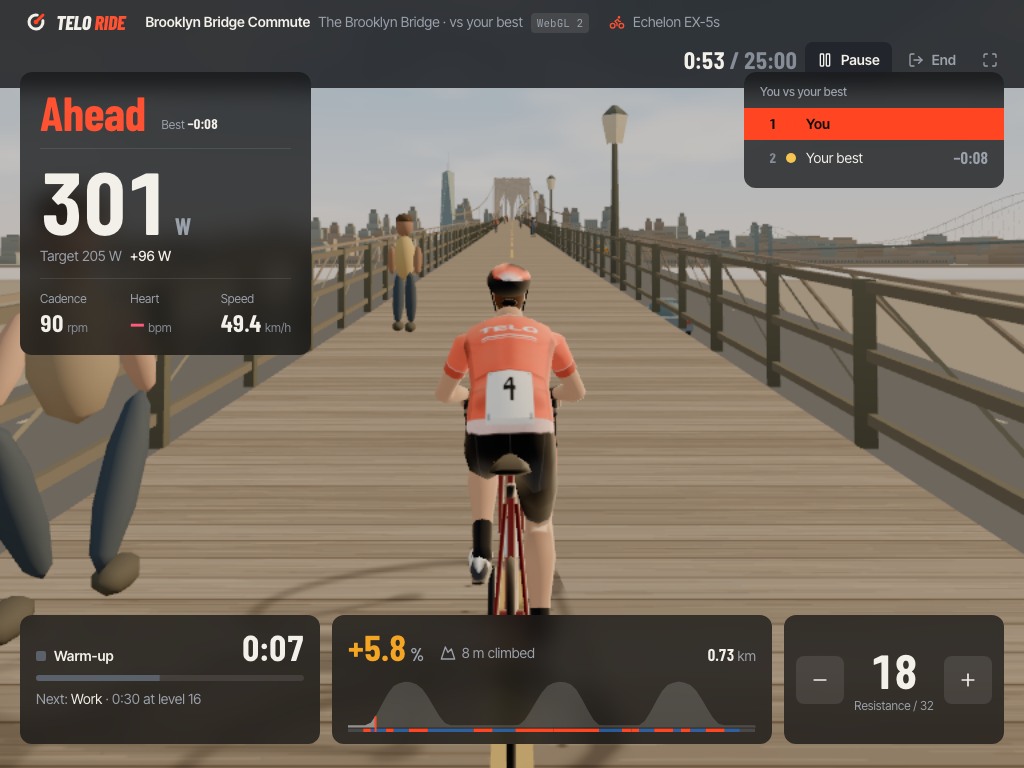 TELO RIDE
Brooklyn Bridge Commute The Brooklyn Bridge · vs your best WebGL 2 Echelon EX-5s
0:53 / 25:00 Pause End
Ahead Best −0:08
301 W
Target 205 W +96 W
Cadence Heart Speed
90 rpm – bpm 49.4 km/h
You vs your best
1 You
2 Your best −0:08
TELO
4
Warm-up 0:07
Next: Work · 0:30 at level 16
+5.8 % 8 m climbed 0.73 km
− 18 +
Resistance / 32